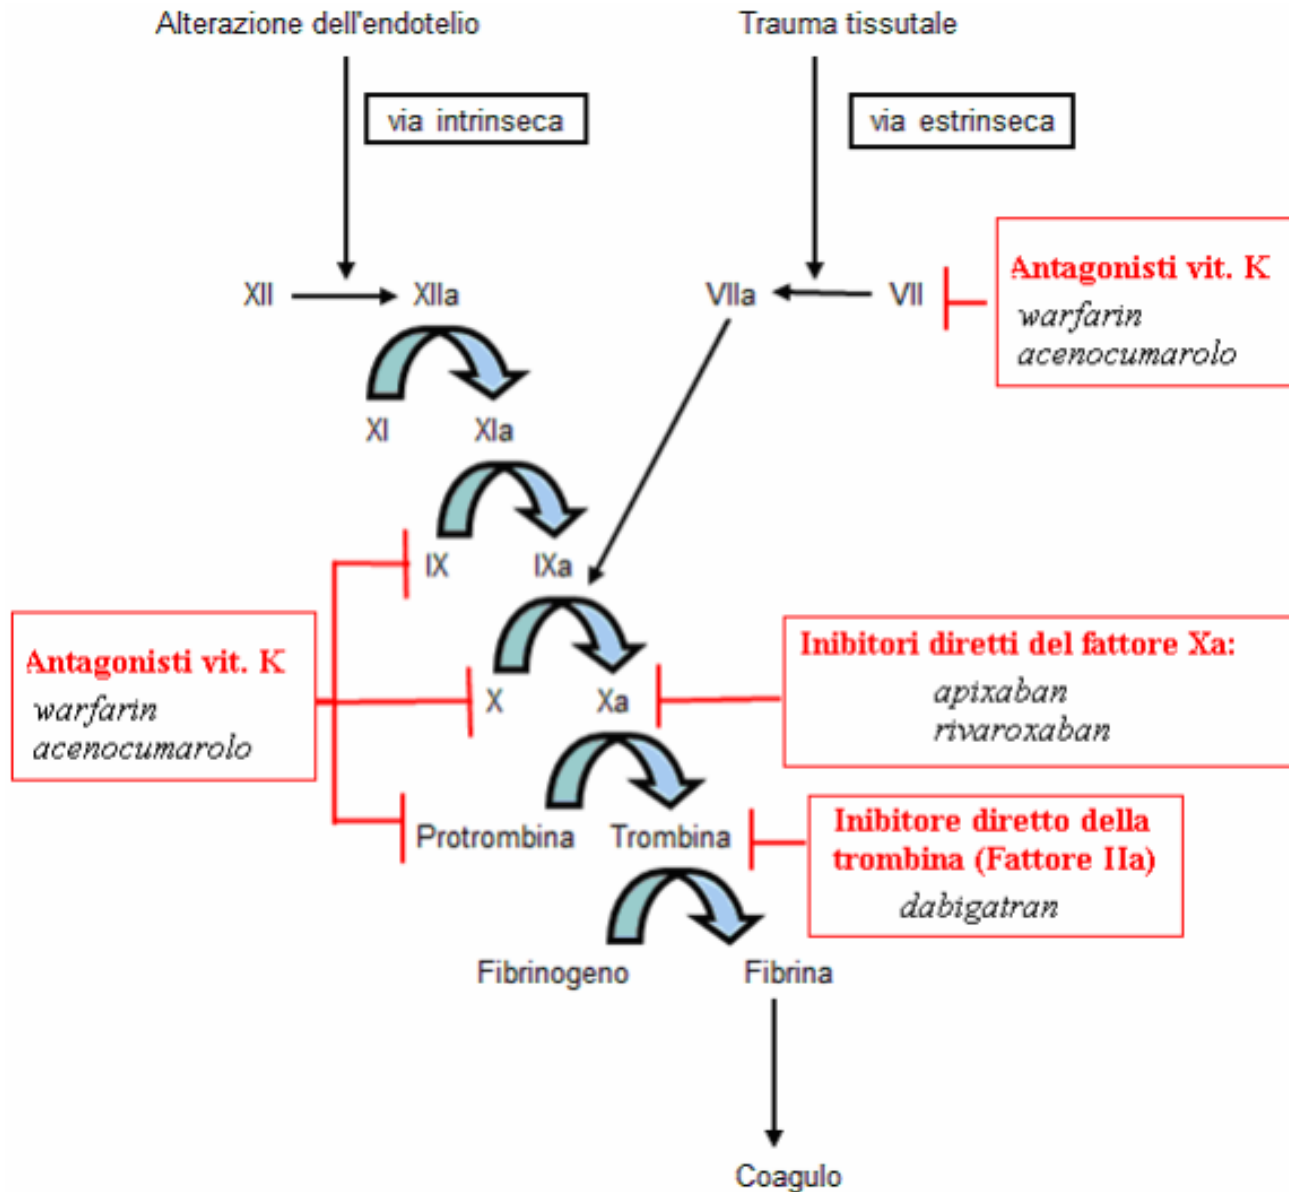 Alterazione dell'endotelio
Trauma tissutale
via intrinseca
via estrinseca
Antagonisti vit. K
warfarin
acenocumarolo
XII
XIIa
VIIa
VII
XI
XIa
IX
IXa
Antagonisti vit. K
warfarin
acenocumarolo
X
Xa
Inibitori diretti del fattore Xa:
apixaban
rivaroxaban
Protrombina
Trombina
Inibitore diretto della
trombina (Fattore IIa)
dabigatran
Fibrinogeno
Fibrina
Coagulo